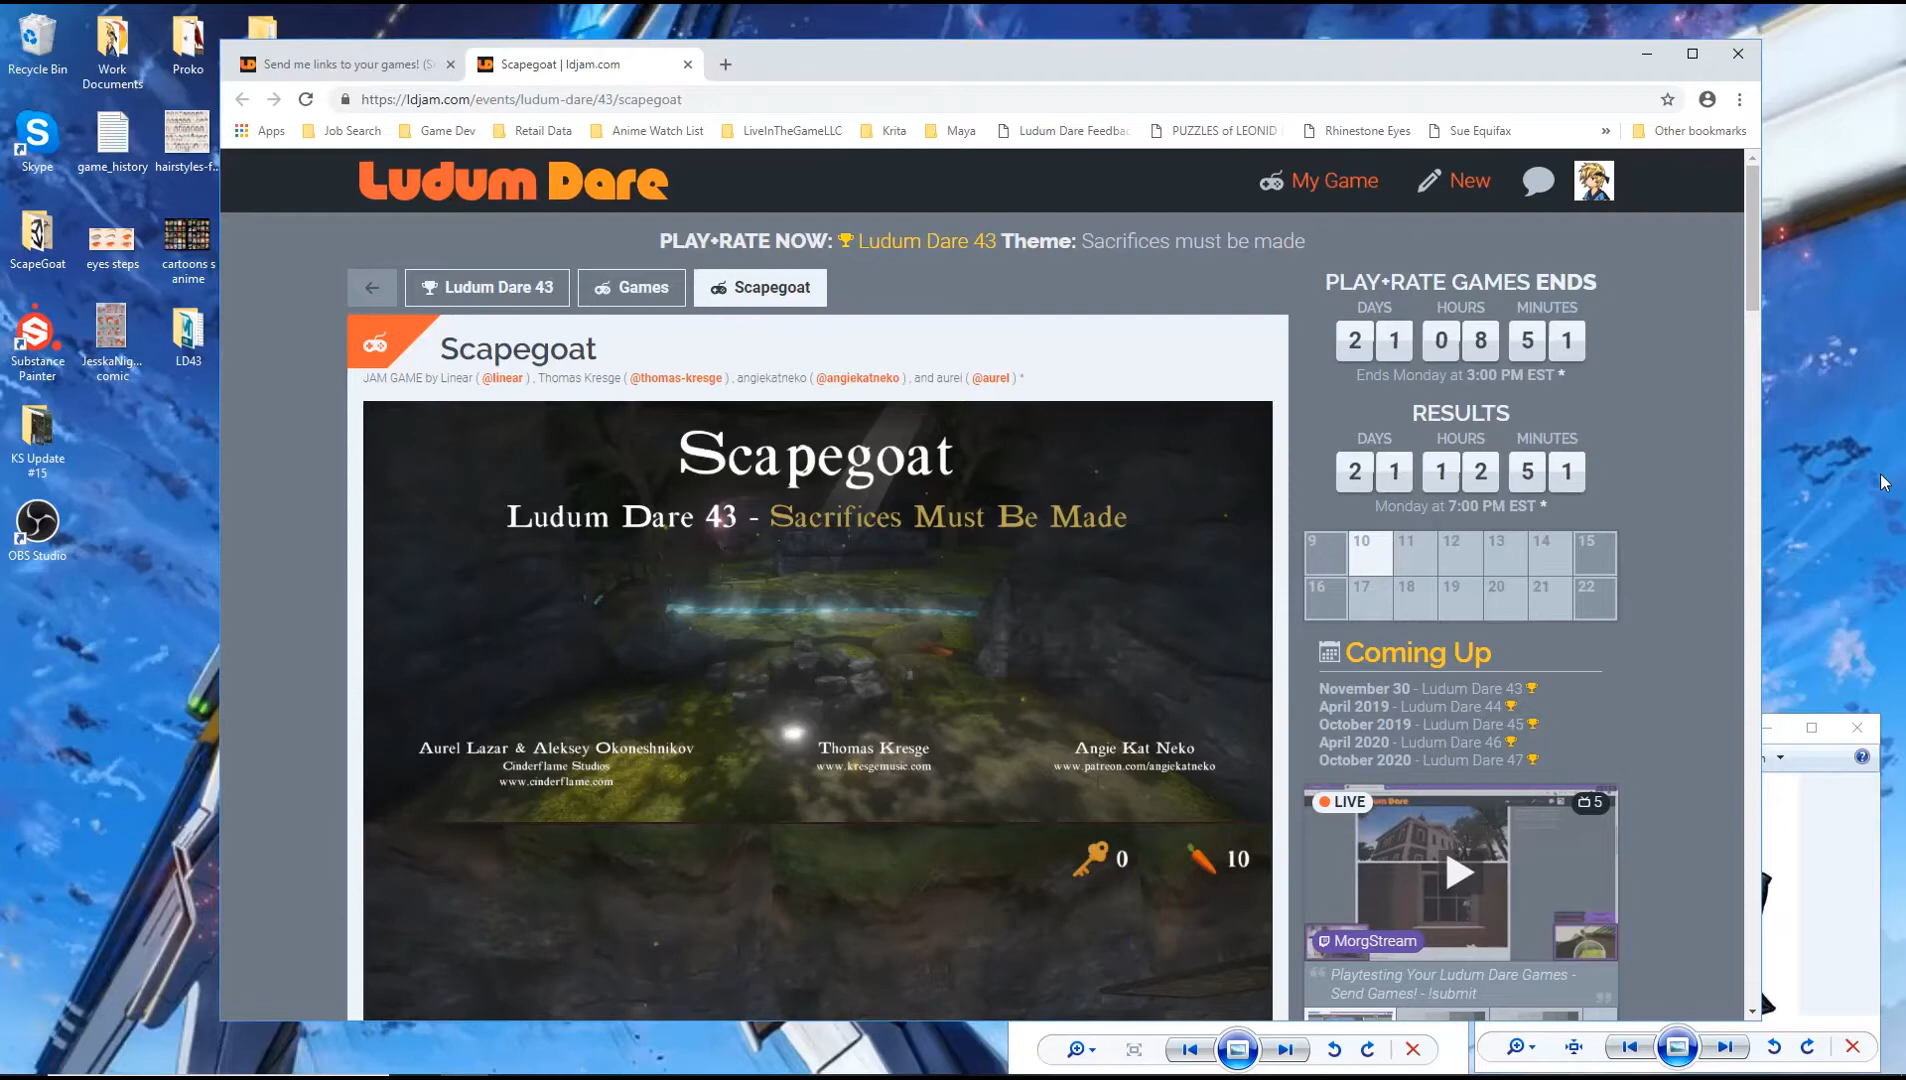 Recycle Bin
Work Documents
Proko
Skype
game_history
hairstyles-f...
ScapeGoat
eyes steps
cartoons s anime
Substance Painter
JesskaNig... comic
LD43
KS Update #15
OBS Studio
Send me links to your games! (S
Scapegoat | ldjam.com
https://ldjam.com/events/ludum-dare/43/scapegoat
Apps
Job Search
Game Dev
Retail Data
Anime Watch List
LiveInTheGameLLC
Krita
Maya
Ludum Dare Feedbac
PUZZLES of LEONID
Rhinestone Eyes
Sue Equifax
»
Other bookmarks
Ludum Dare
My Game
New
PLAY+RATE NOW: Ludum Dare 43 Theme: Sacrifices must be made
Ludum Dare 43
Games
Scapegoat
Scapegoat
JAM GAME by Linear ( @linear ) , Thomas Kresge ( @thomas-kresge ) , angiekatneko ( @angiekatneko ) , and aurel ( @aurel ) *
Scapegoat
Ludum Dare 43 - Sacrifices Must Be Made
Aurel Lazar & Aleksey Okoneshnikov
Cinderflame Studios
www.cinderflame.com
Thomas Kresge
www.kresgemusic.com
Angie Kat Neko
www.patreon.com/angiekatneko
0
10
PLAY+RATE GAMES ENDS
DAYS HOURS MINUTES
2 1 0 8 5 1
Ends Monday at 3:00 PM EST *
RESULTS
DAYS HOURS MINUTES
2 1 1 2 5 1
Monday at 7:00 PM EST *
9 10 11 12 13 14 15
16 17 18 19 20 21 22
Coming Up
November 30 - Ludum Dare 43
April 2019 - Ludum Dare 44
October 2019 - Ludum Dare 45
April 2020 - Ludum Dare 46
October 2020 - Ludum Dare 47
LIVE
5
MorgStream
Playtesting Your Ludum Dare Games -
Send Games! - !submit